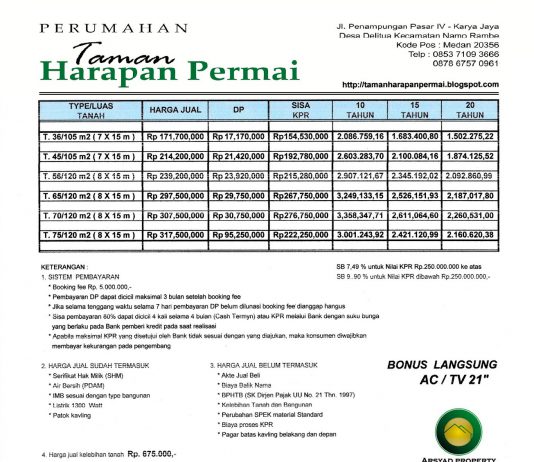 PERUMAHAN
Taman
Harapan Permai
Jl. Penampungan Pasar IV - Karya Jaya
Desa Delitua Kecamatan Namo Rambe
Kode Pos : Medan 20356
Telp : 0853 7109 3666
0878 6757 0961
http://tamanharapanpermai.blogspot.com
TYPE/LUAS TANAH HARGA JUAL DP SISA KPR 10 TAHUN 15 TAHUN 20 TAHUN
T. 36/105 m2 ( 7 X 15 m ) Rp 171,700,000 Rp 17,170,000 Rp154,530,000 2.086.759,16 1.683.400,80 1.502.275,22
T. 45/105 m2 ( 7 X 15 m ) Rp 214,200,000 Rp 21,420,000 Rp192,780,000 2.603.283,70 2.100.084,16 1.874.125,52
T. 56/120 m2 ( 8 X 15 m ) Rp 239,200,000 Rp 23,920,000 Rp215,280,000 2.907.121,67 2.345.192,02 2.092.860,99
T. 65/120 m2 ( 8 X 15 m ) Rp 297,500,000 Rp 29,750,000 Rp267,750,000 3,249,133,15 2,526,151,93 2,187,017,80
T. 70/120 m2 ( 8 X 15 m ) Rp 307,500,000 Rp 30,750,000 Rp276,750,000 3,358,347,71 2,611,064,60 2,260,531,00
T. 75/120 m2 ( 8 X 15 m ) Rp 317,500,000 Rp 95,250,000 Rp222,250,000 3.001.243,92 2.421.120,99 2.160.620,38
KETERANGAN :
SB 7,49 % untuk Nilai KPR Rp.250.000.000 ke atas
SB 9..90 % untuk Nilai KPR dibawah Rp.250.000.000,-
1. SISTEM PEMBAYARAN
* Booking fee Rp. 5.000.000,-
* Pembayaran DP dapat dicicil maksimal 3 bulan setelah booking fee
* Jika selama tenggang waktu selama 7 hari pembayaran DP belum dilunasi booking fee dianggap hangus
* Sisa pembayaran 60% dapat dicicil 4 kali selama 4 bulan (Cash Termyn) atau KPR melalui Bank dengan suku bunga
yang berlaku pada Bank pemberi kredit pada saat realisasi
* Apabila maksimal KPR yang disetujui oleh Bank tidak sesuai dengan yang diajukan, maka konsumen diwajibkan
membayar kekurangan pada pengembang
2. HARGA JUAL SUDAH TERMASUK
* Serifikat Hak Milik (SHM)
* Air Bersih (PDAM)
* IMB sesuai dengan type bangunan
* Listrik 1300 Watt
* Patok kavling
3. HARGA JUAL BELUM TERMASUK
* Akte Jual Beli
* Biaya Balik Nama
* BPHTB (SK Dirjen Pajak UU No. 21 Thn. 1997)
* Kelebihan Tanah dan Bangunan
* Perubahan SPEK material Standard
* Biaya proses KPR
* Pagar batas kavling belakang dan depan
BONUS LANGSUNG
AC / TV 21"
4. Harga jual kelebihan tanah Rp. 675.000,-
ARSYAD PROPERTY